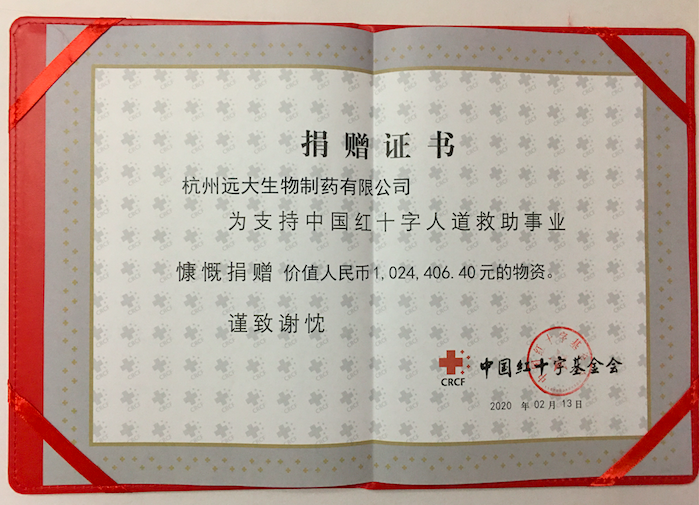 捐赠证书
杭州远大生物制药有限公司
为支持中国红十字人道救助事业
慷慨捐赠 价值人民币1,024,406.40元的物资。
谨致谢忱
CRCF
中国红十字基金会
2020 年 02 月 13 日